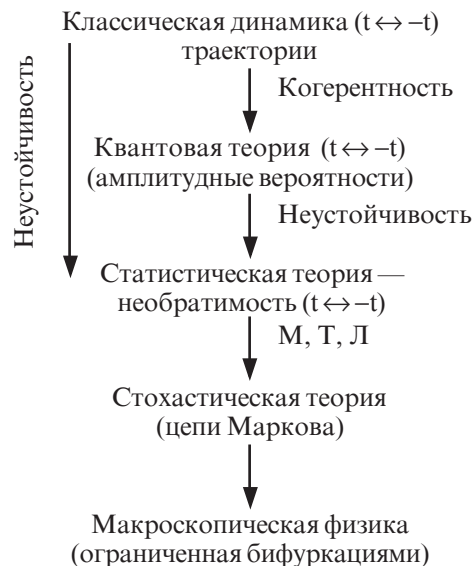 Классическая динамика (t ↔ −t)
траектории
Когерентность
Неустойчивость
Квантовая теория (t ↔ −t)
(амплитудные вероятности)
Неустойчивость
Статистическая теория —
необратимость (t ↔ −t)
М, Т, Л
Стохастическая теория
(цепи Маркова)
Макроскопическая физика
(ограниченная бифуркациями)